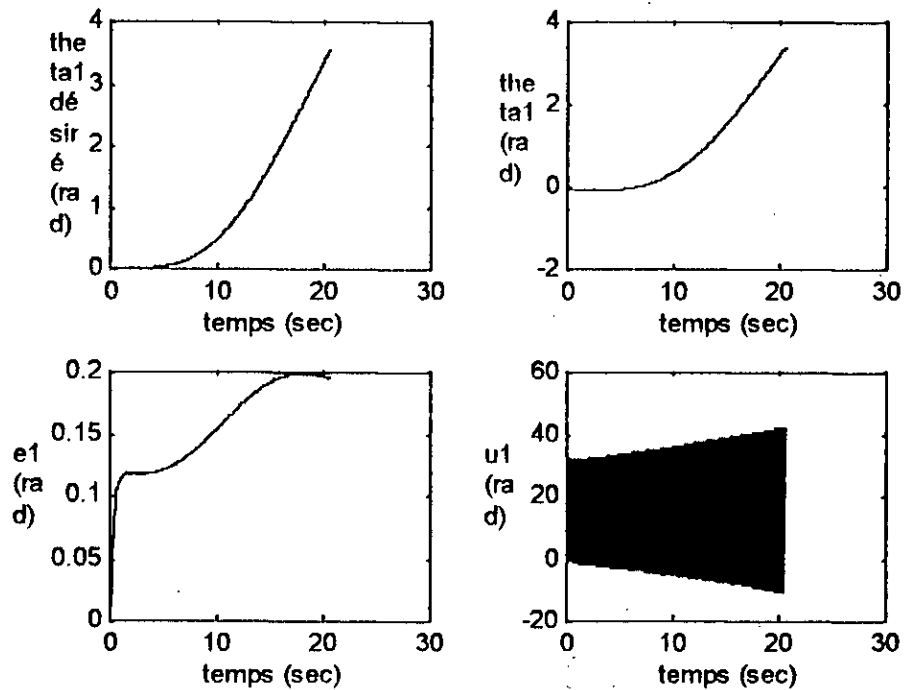 4
3
2
1
0
the
ta1
dé
sir
é
(ra
d)
0
10
20
30
temps (sec)
4
2
0
-2
the
ta1
(ra
d)
0
10
20
30
temps (sec)
0.2
0.15
0.1
0.05
0
e1
(ra
d)
0
10
20
30
temps (sec)
60
40
20
0
-20
u1
(ra
d)
0
10
20
30
temps (sec)